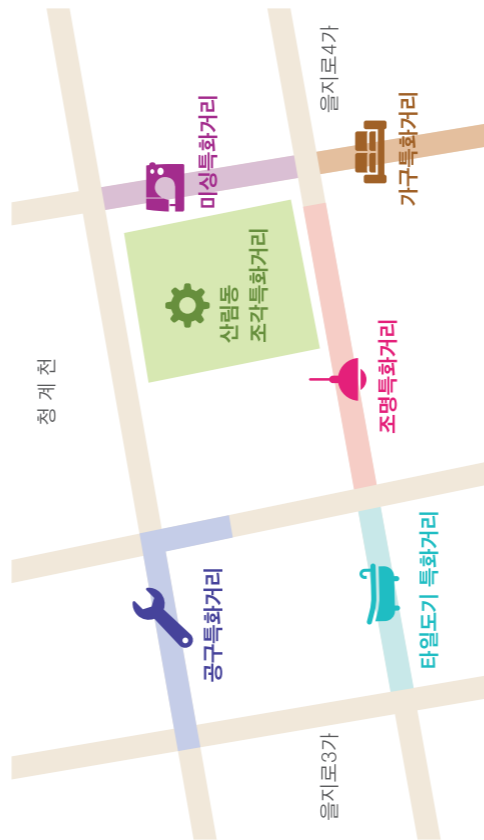 청계천
공구특화거리
산림동
조각특화거리
미싱특화거리
을지로3가
타일도기 특화거리
조명특화거리
가구특화거리
을지로4가